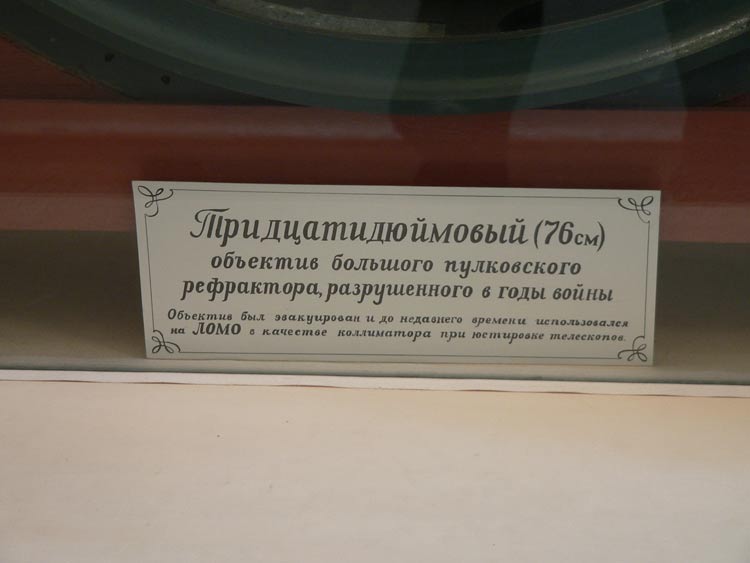 Тридцатидюймовый (76см)
объектив большого пулковского
рефрактора, разрушенного в годы войны
Объектив был эвакуирован и до недавнего времени использовался
на ЛОМО в качестве коллиматора при юстировке телескопов.